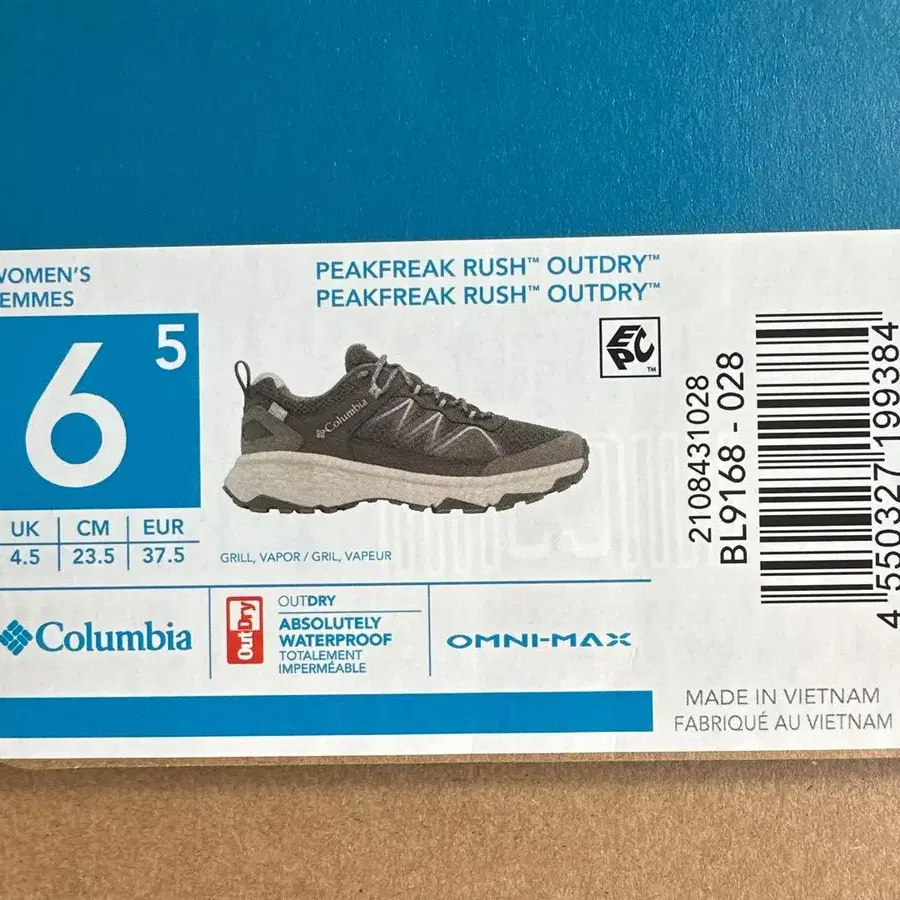 WOMEN'S
FEMMES
PEAKFREAK RUSH™ OUTDRY™
PEAKFREAK RUSH™ OUTDRY™
6 5
EPC™
UK CM EUR
4.5 23.5 37.5
Columbia
GRILL, VAPOR / GRIL, VAPEUR
2108431028
BL9168 - 028
4 550327 199384
Columbia
OutDry
OUTDRY
ABSOLUTELY
WATERPROOF
TOTALEMENT
IMPERMÉABLE
OMNI-MAX
MADE IN VIETNAM
FABRIQUÉ AU VIETNAM